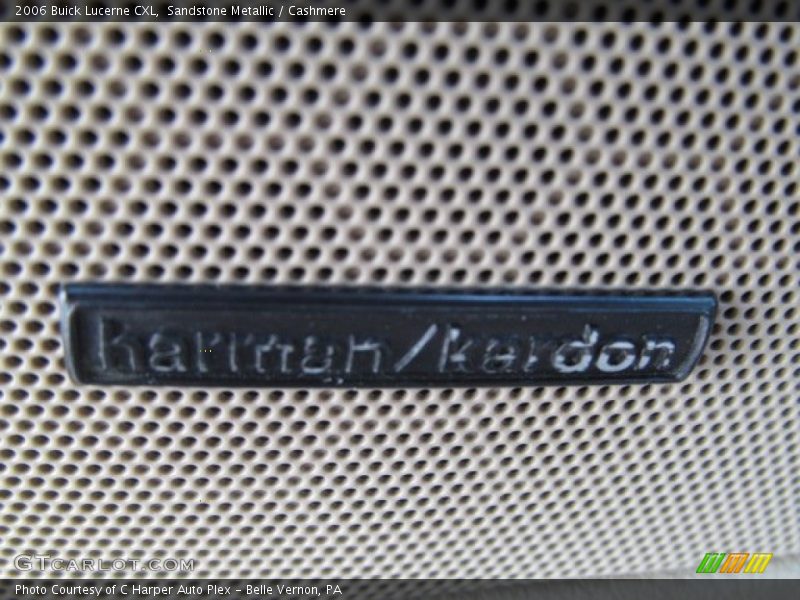 2006 Buick Lucerne CXL, Sandstone Metallic / Cashmere
harman/kardon
GTCARLOT.COM
Photo Courtesy of C Harper Auto Plex - Belle Vernon, PA